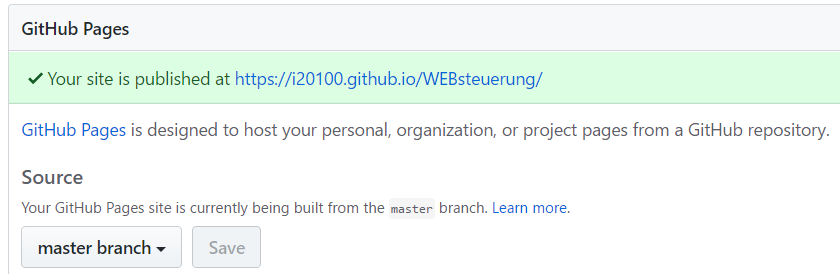 GitHub Pages
Your site is published at https://i20100.github.io/WEBsteuerung/
GitHub Pages is designed to host your personal, organization, or project pages from a GitHub repository.
Source
Your GitHub Pages site is currently being built from the master branch. Learn more.
master branch Save